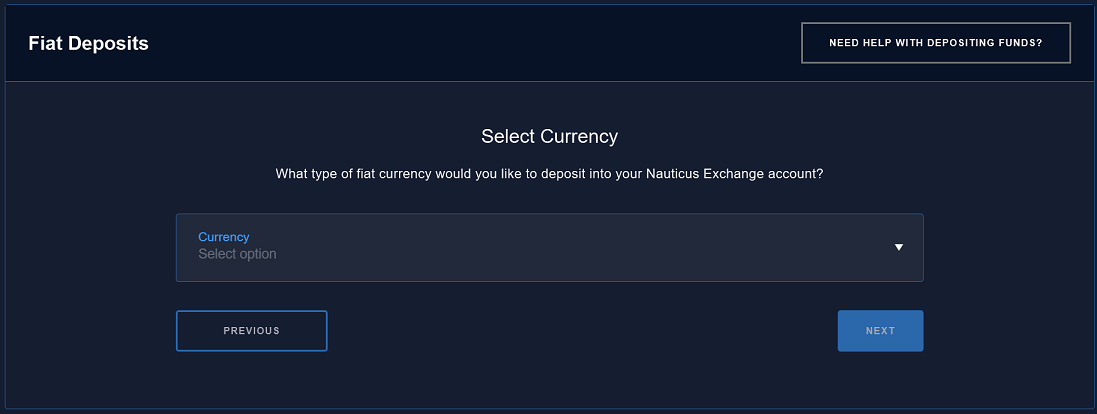 Fiat Deposits
NEED HELP WITH DEPOSITING FUNDS?
Select Currency
What type of fiat currency would you like to deposit into your Nauticus Exchange account?
Currency
Select option
PREVIOUS
NEXT